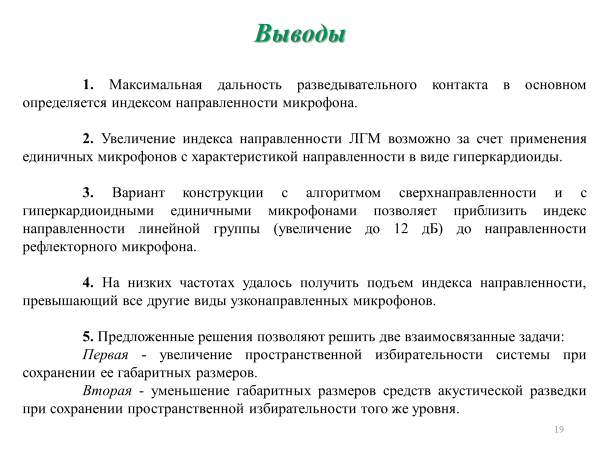 Выводы
1. Максимальная дальность разведывательного контакта в основном
определяется индексом направленности микрофона.
2. Увеличение индекса направленности ЛГМ возможно за счет применения
единичных микрофонов с характеристикой направленности в виде гиперкардиоиды.
3. Вариант конструкции с алгоритмом сверхнаправленности и с
гиперкардиоидными единичными микрофонами позволяет приблизить индекс
направленности линейной группы (увеличение до 12 дБ) до направленности
рефлекторного микрофона.
4. На низких частотах удалось получить подъем индекса направленности,
превышающий все другие виды узконаправленных микрофонов.
5. Предложенные решения позволяют решить две взаимосвязанные задачи:
Первая - увеличение пространственной избирательности системы при
сохранении ее габаритных размеров.
Вторая - уменьшение габаритных размеров средств акустической разведки
при сохранении пространственной избирательности того же уровня.
19